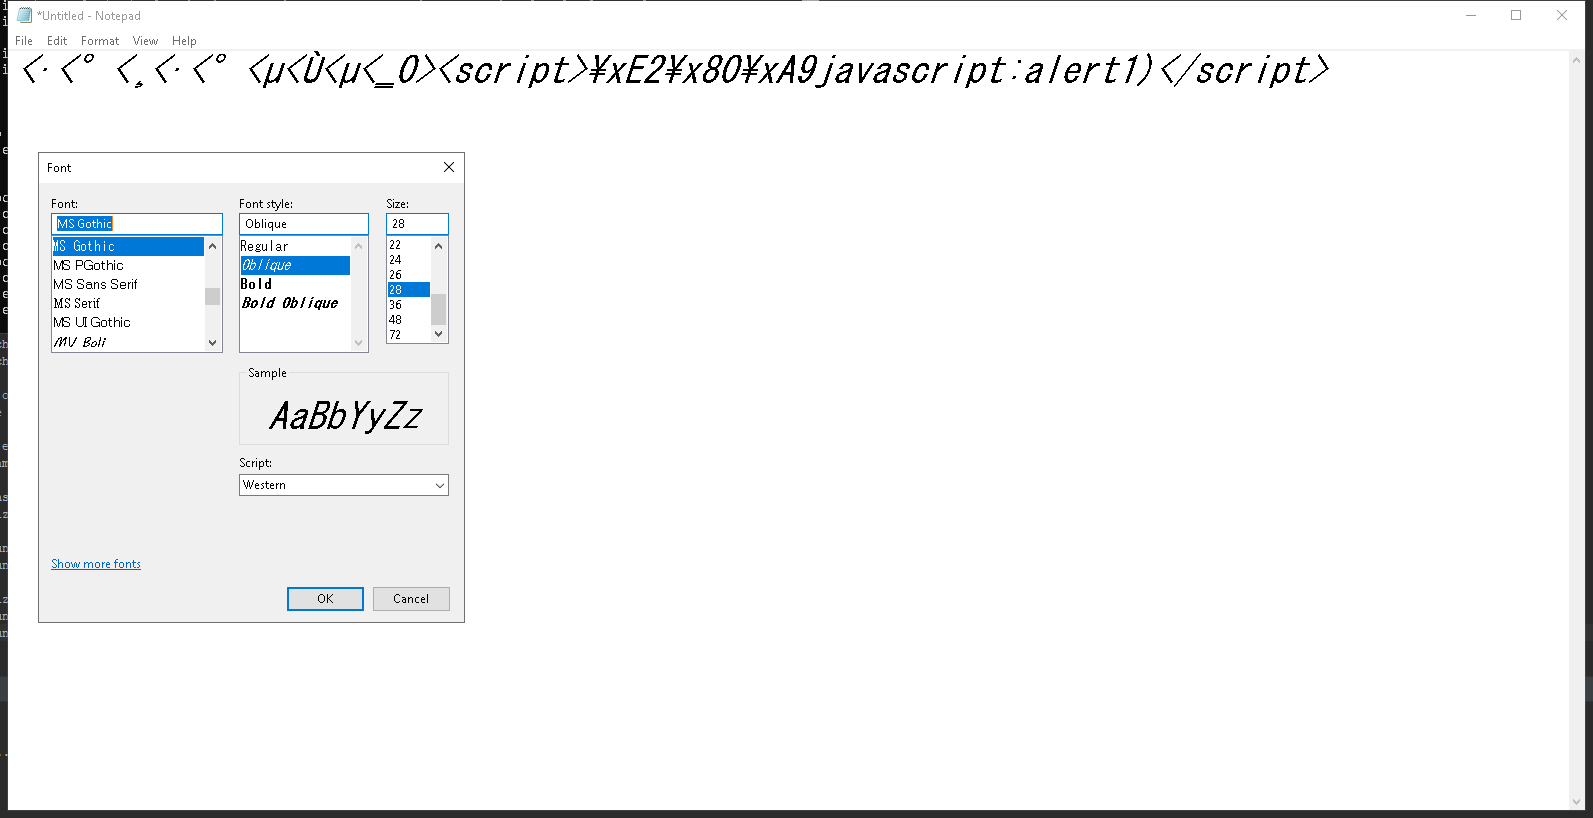 *Untitled - Notepad
File Edit Format View Help
<·<° <¸<·<° <µ<Ù<µ<‗O><script>¥xE2¥x80¥xA9javascript:alert1)</script>
Font
Font: Font style: Size:
MS Gothic Oblique 28
MS Gothic Regular 22
MS PGothic Oblique 24
MS Sans Serif Bold 26
MS Serif Bold Oblique 28
MS UI Gothic 36
MV Boli 48
72
Sample
AaBbYyZz
Script:
Western
Show more fonts
OK Cancel